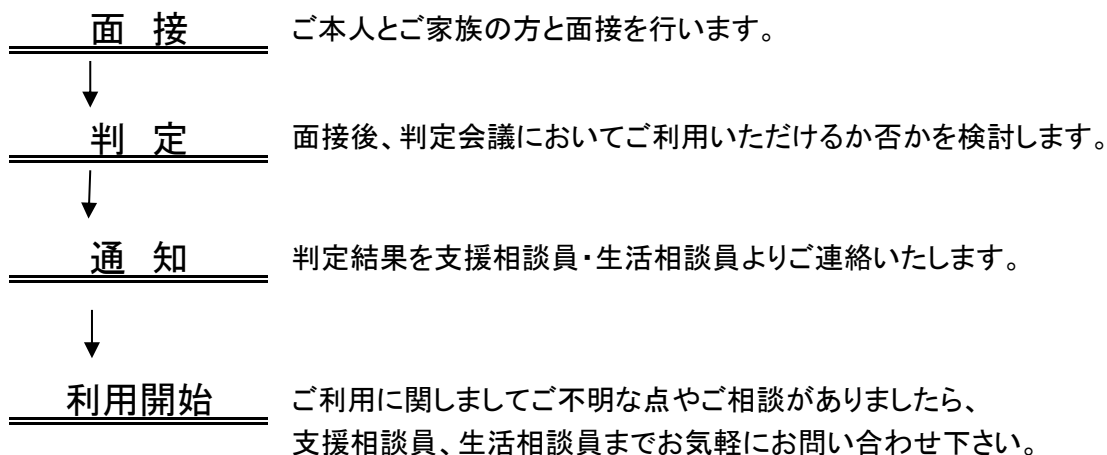 面 接 ご本人とご家族の方と面接を行います。
判 定 面接後、判定会議においてご利用いただけるか否かを検討します。
通 知 判定結果を支援相談員・生活相談員よりご連絡いたします。
利用開始 ご利用に関しましてご不明な点やご相談がありましたら、
支援相談員、生活相談員までお気軽にお問い合わせ下さい。